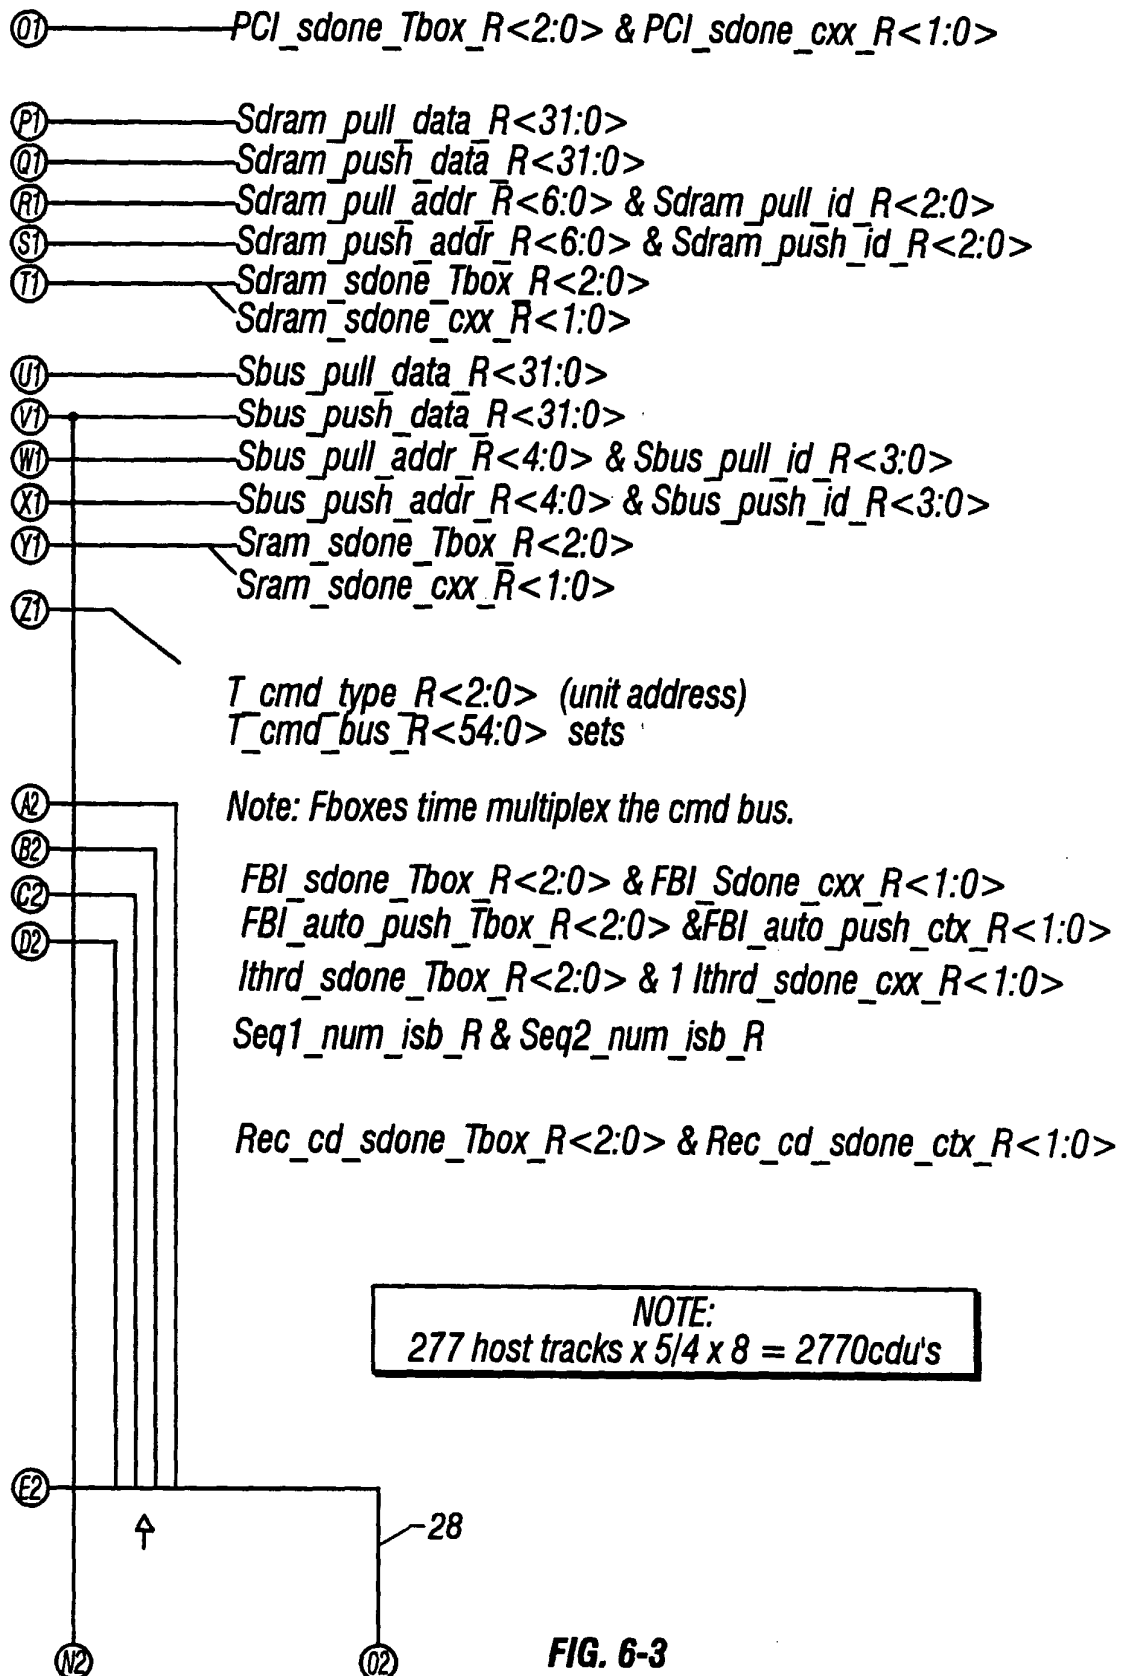 O1 PCI_sdone_Tbox_R<2:0> & PCI_sdone_cxx_R<1:0>
P1 Sdram_pull_data_R<31:0>
Q1 Sdram_push_data_R<31:0>
R1 Sdram_pull_addr_R<6:0> & Sdram_pull_id_R<2:0>
S1 Sdram_push_addr_R<6:0> & Sdram_push_id_R<2:0>
T1 Sdram_sdone_Tbox_R<2:0>
Sdram_sdone_cxx_R<1:0>
U1 Sbus_pull_data_R<31:0>
V1 Sbus_push_data_R<31:0>
W1 Sbus_pull_addr_R<4:0> & Sbus_pull_id_R<3:0>
X1 Sbus_push_addr_R<4:0> & Sbus_push_id_R<3:0>
Y1 Sram_sdone_Tbox_R<2:0>
Sram_sdone_cxx_R<1:0>
Z1
T_cmd_type_R<2:0> (unit address)
T_cmd_bus_R<54:0> sets
A2 Note: Fboxes time multiplex the cmd bus.
B2
C2 FBI_sdone_Tbox_R<2:0> & FBI_Sdone_cxx_R<1:0>
D2 FBI_auto_push_Tbox_R<2:0> &FBI_auto_push_ctx_R<1:0>
Ithrd_sdone_Tbox_R<2:0> & 1 Ithrd_sdone_cxx_R<1:0>
Seq1_num_isb_R & Seq2_num_isb_R
Rec_cd_sdone_Tbox_R<2:0> & Rec_cd_sdone_ctx_R<1:0>
NOTE:
277 host tracks x 5/4 x 8 = 2770cdu's
E2
28
N2 O2 FIG. 6-3